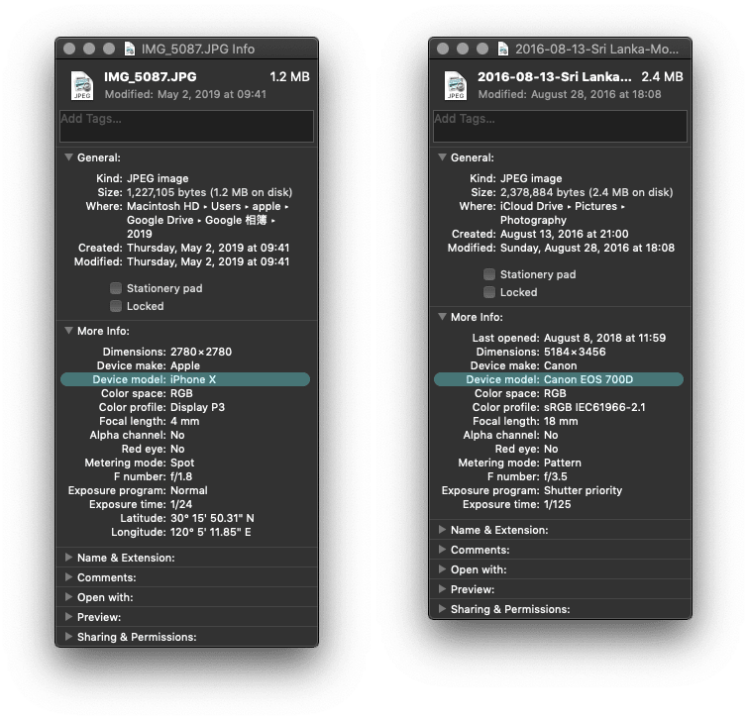 IMG_5087.JPG Info
IMG_5087.JPG 1.2 MB
Modified: May 2, 2019 at 09:41
Add Tags...
General:
Kind: JPEG image
Size: 1,227,105 bytes (1.2 MB on disk)
Where: Macintosh HD ▸ Users ▸ apple ▸
Google Drive ▸ Google 相簿 ▸
2019
Created: Thursday, May 2, 2019 at 09:41
Modified: Thursday, May 2, 2019 at 09:41
Stationery pad
Locked
More Info:
Dimensions: 2780×2780
Device make: Apple
Device model: iPhone X
Color space: RGB
Color profile: Display P3
Focal length: 4 mm
Alpha channel: No
Red eye: No
Metering mode: Spot
F number: f/1.8
Exposure program: Normal
Exposure time: 1/24
Latitude: 30° 15' 50.31" N
Longitude: 120° 5' 11.85" E
Name & Extension:
Comments:
Open with:
Preview:
Sharing & Permissions:
JPEG
2016-08-13-Sri Lanka-Mo...
2016-08-13-Sri Lanka... 2.4 MB
Modified: August 28, 2016 at 18:08
Add Tags...
General:
Kind: JPEG image
Size: 2,378,884 bytes (2.4 MB on disk)
Where: iCloud Drive ▸ Pictures ▸
Photography
Created: August 13, 2016 at 21:00
Modified: Sunday, August 28, 2016 at 18:08
Stationery pad
Locked
More Info:
Last opened: August 8, 2018 at 11:59
Dimensions: 5184×3456
Device make: Canon
Device model: Canon EOS 700D
Color space: RGB
Color profile: sRGB IEC61966-2.1
Focal length: 18 mm
Alpha channel: No
Red eye: No
Metering mode: Pattern
F number: f/3.5
Exposure program: Shutter priority
Exposure time: 1/125
Name & Extension:
Comments:
Open with:
Preview:
Sharing & Permissions:
JPEG